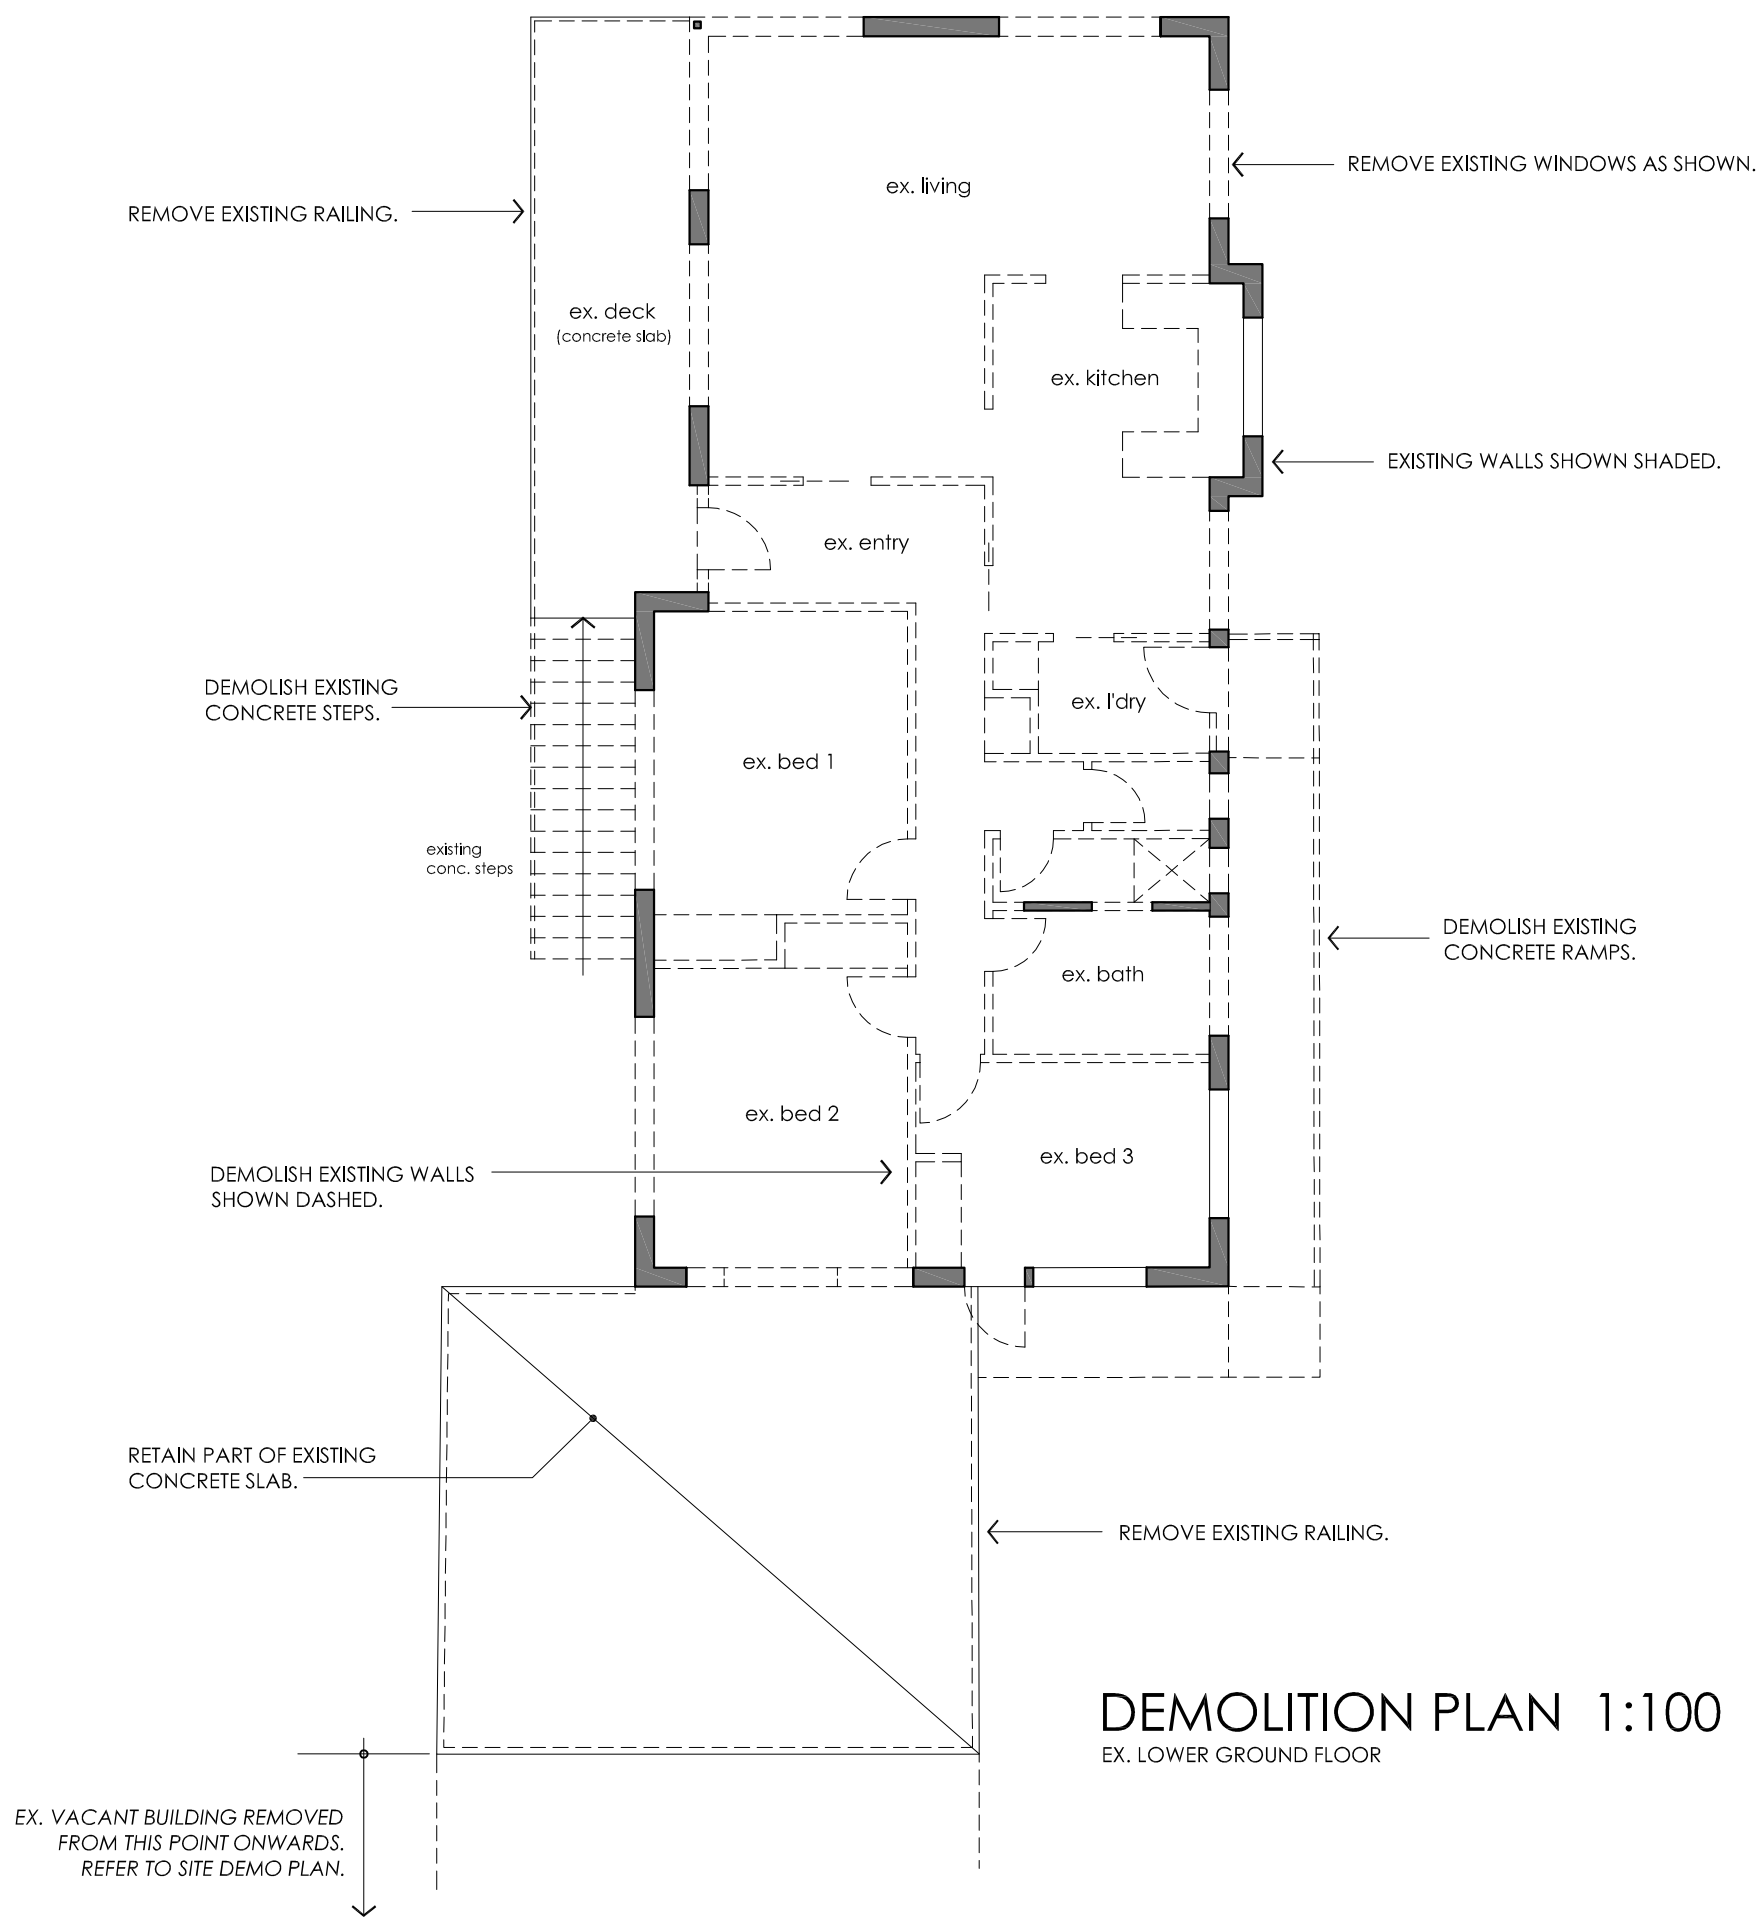 REMOVE EXISTING WINDOWS AS SHOWN.
ex. living
REMOVE EXISTING RAILING.
ex. deck
(concrete slab)
ex. kitchen
EXISTING WALLS SHOWN SHADED.
ex. entry
DEMOLISH EXISTING
CONCRETE STEPS.
ex. l'dry
ex. bed 1
existing
conc. steps
DEMOLISH EXISTING
CONCRETE RAMPS.
ex. bath
ex. bed 2
ex. bed 3
DEMOLISH EXISTING WALLS
SHOWN DASHED.
RETAIN PART OF EXISTING
CONCRETE SLAB.
REMOVE EXISTING RAILING.
DEMOLITION PLAN 1:100
EX. LOWER GROUND FLOOR
EX. VACANT BUILDING REMOVED
FROM THIS POINT ONWARDS.
REFER TO SITE DEMO PLAN.